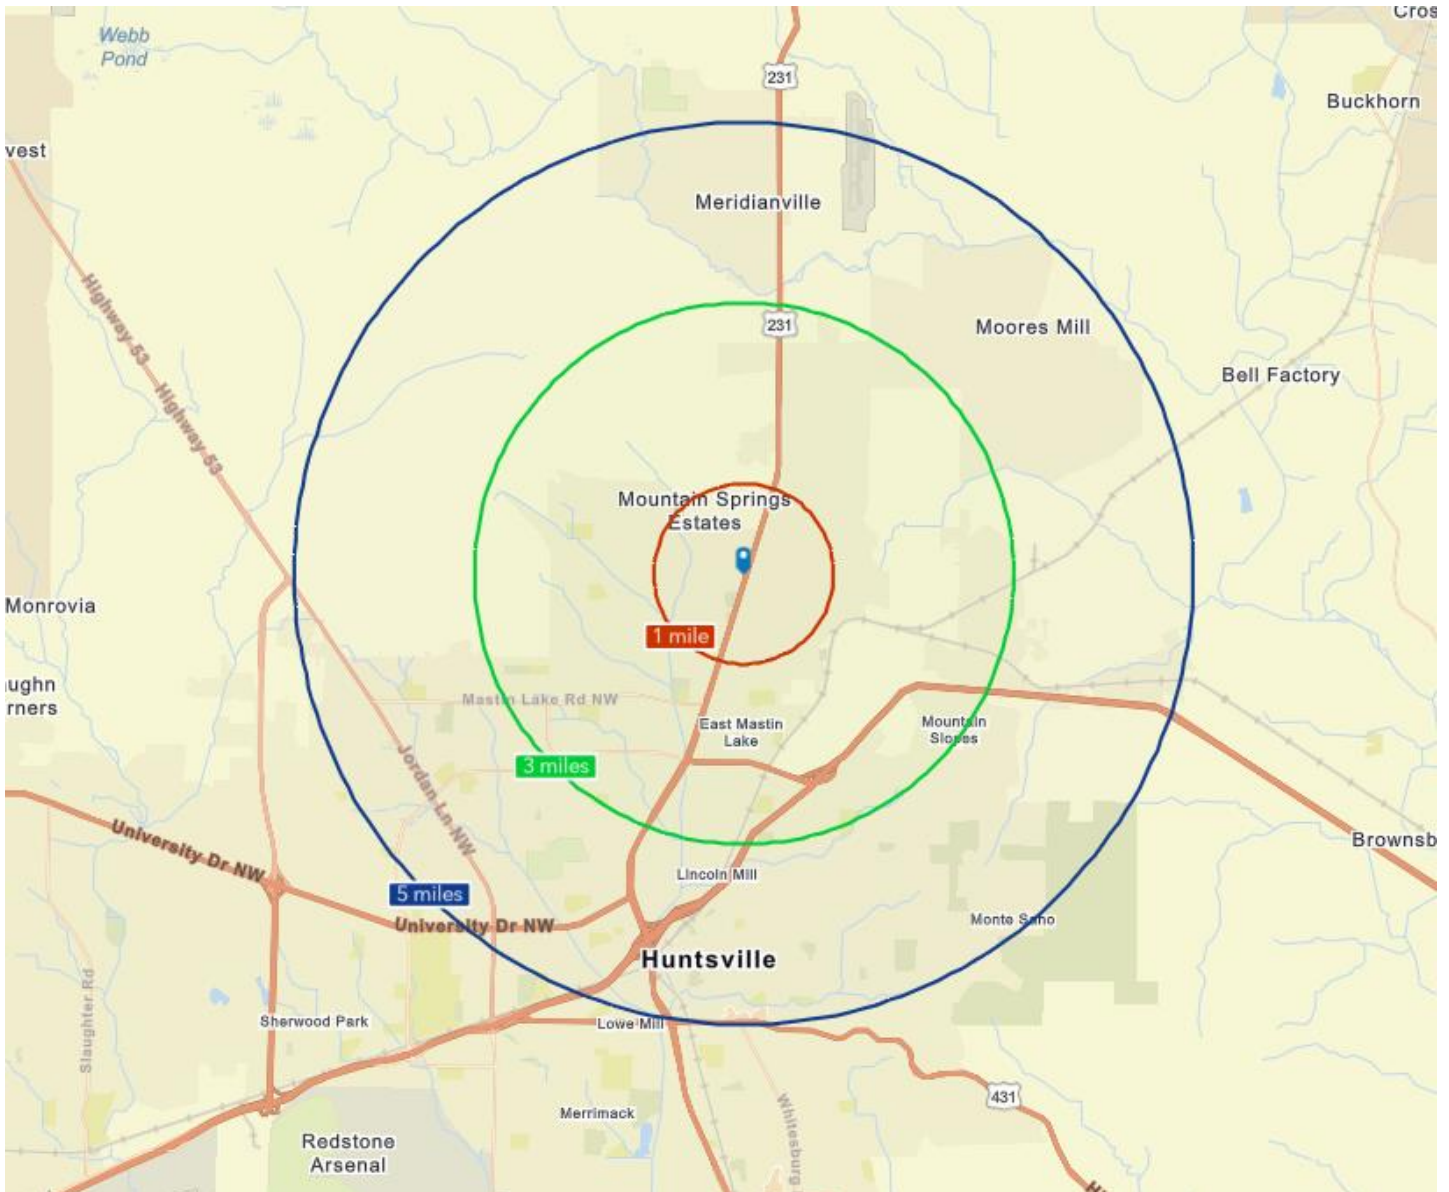 Cros
Webb
Pond
231
Buckhorn
vest
Meridianville
Highway 53
231
Moores Mill
Bell Factory
Highway 53
Mountain Springs
Estates
Monrovia
1 mile
aughn
rners
Mastin Lake Rd NW
East Mastin
Lake
Mountain
Slopes
3 miles
Jordan Ln NW
University Dr NW
Brownsb
Lincoln Mill
5 miles
University Dr NW
Monte Sano
Huntsville
Slaughter Rd
Sherwood Park
Lowe Mill
431
Merrimack
Whitesburg
Redstone
Arsenal